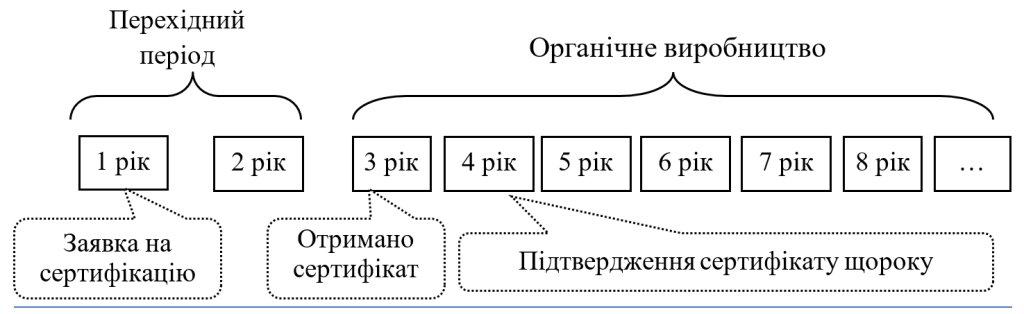 Перехідний
період
Органічне виробництво
1 рік
2 рік
3 рік
4 рік
5 рік
6 рік
7 рік
8 рік
…
Заявка на
сертифікацію
Отримано
сертифікат
Підтвердження сертифікату щороку